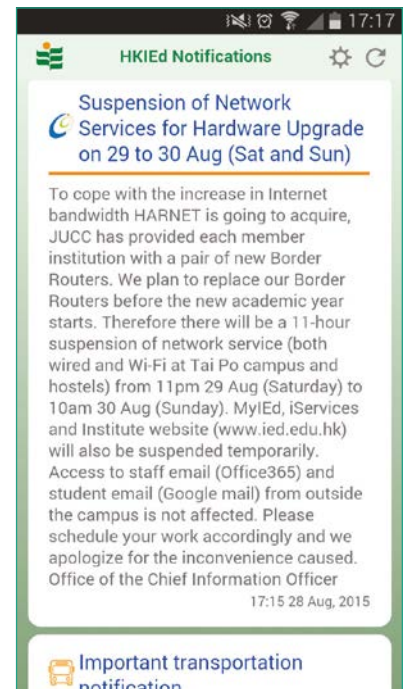 17:17
HKIEd Notifications
Suspension of Network
Services for Hardware Upgrade
on 29 to 30 Aug (Sat and Sun)
To cope with the increase in Internet
bandwidth HARNET is going to acquire,
JUCC has provided each member
institution with a pair of new Border
Routers. We plan to replace our Border
Routers before the new academic year
starts. Therefore there will be a 11-hour
suspension of network service (both
wired and Wi-Fi at Tai Po campus and
hostels) from 11pm 29 Aug (Saturday) to
10am 30 Aug (Sunday). MyIEd, iServices
and Institute website (www.ied.edu.hk)
will also be suspended temporarily.
Access to staff email (Office365) and
student email (Google mail) from outside
the campus is not affected. Please
schedule your work accordingly and we
apologize for the inconvenience caused.
Office of the Chief Information Officer
17:15 28 Aug, 2015
Important transportation
notification